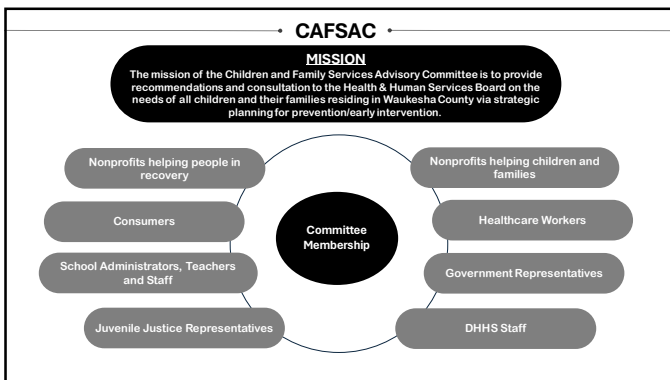 CAFSAC
MISSION
The mission of the Children and Family Services Advisory Committee is to provide
recommendations and consultation to the Health & Human Services Board on the
needs of all children and their families residing in Waukesha County via strategic
planning for prevention/early intervention.
Nonprofits helping people in
recovery
Consumers
School Administrators, Teachers
and Staff
Juvenile Justice Representatives
Committee
Membership
Nonprofits helping children and
families
Healthcare Workers
Government Representatives
DHHS Staff